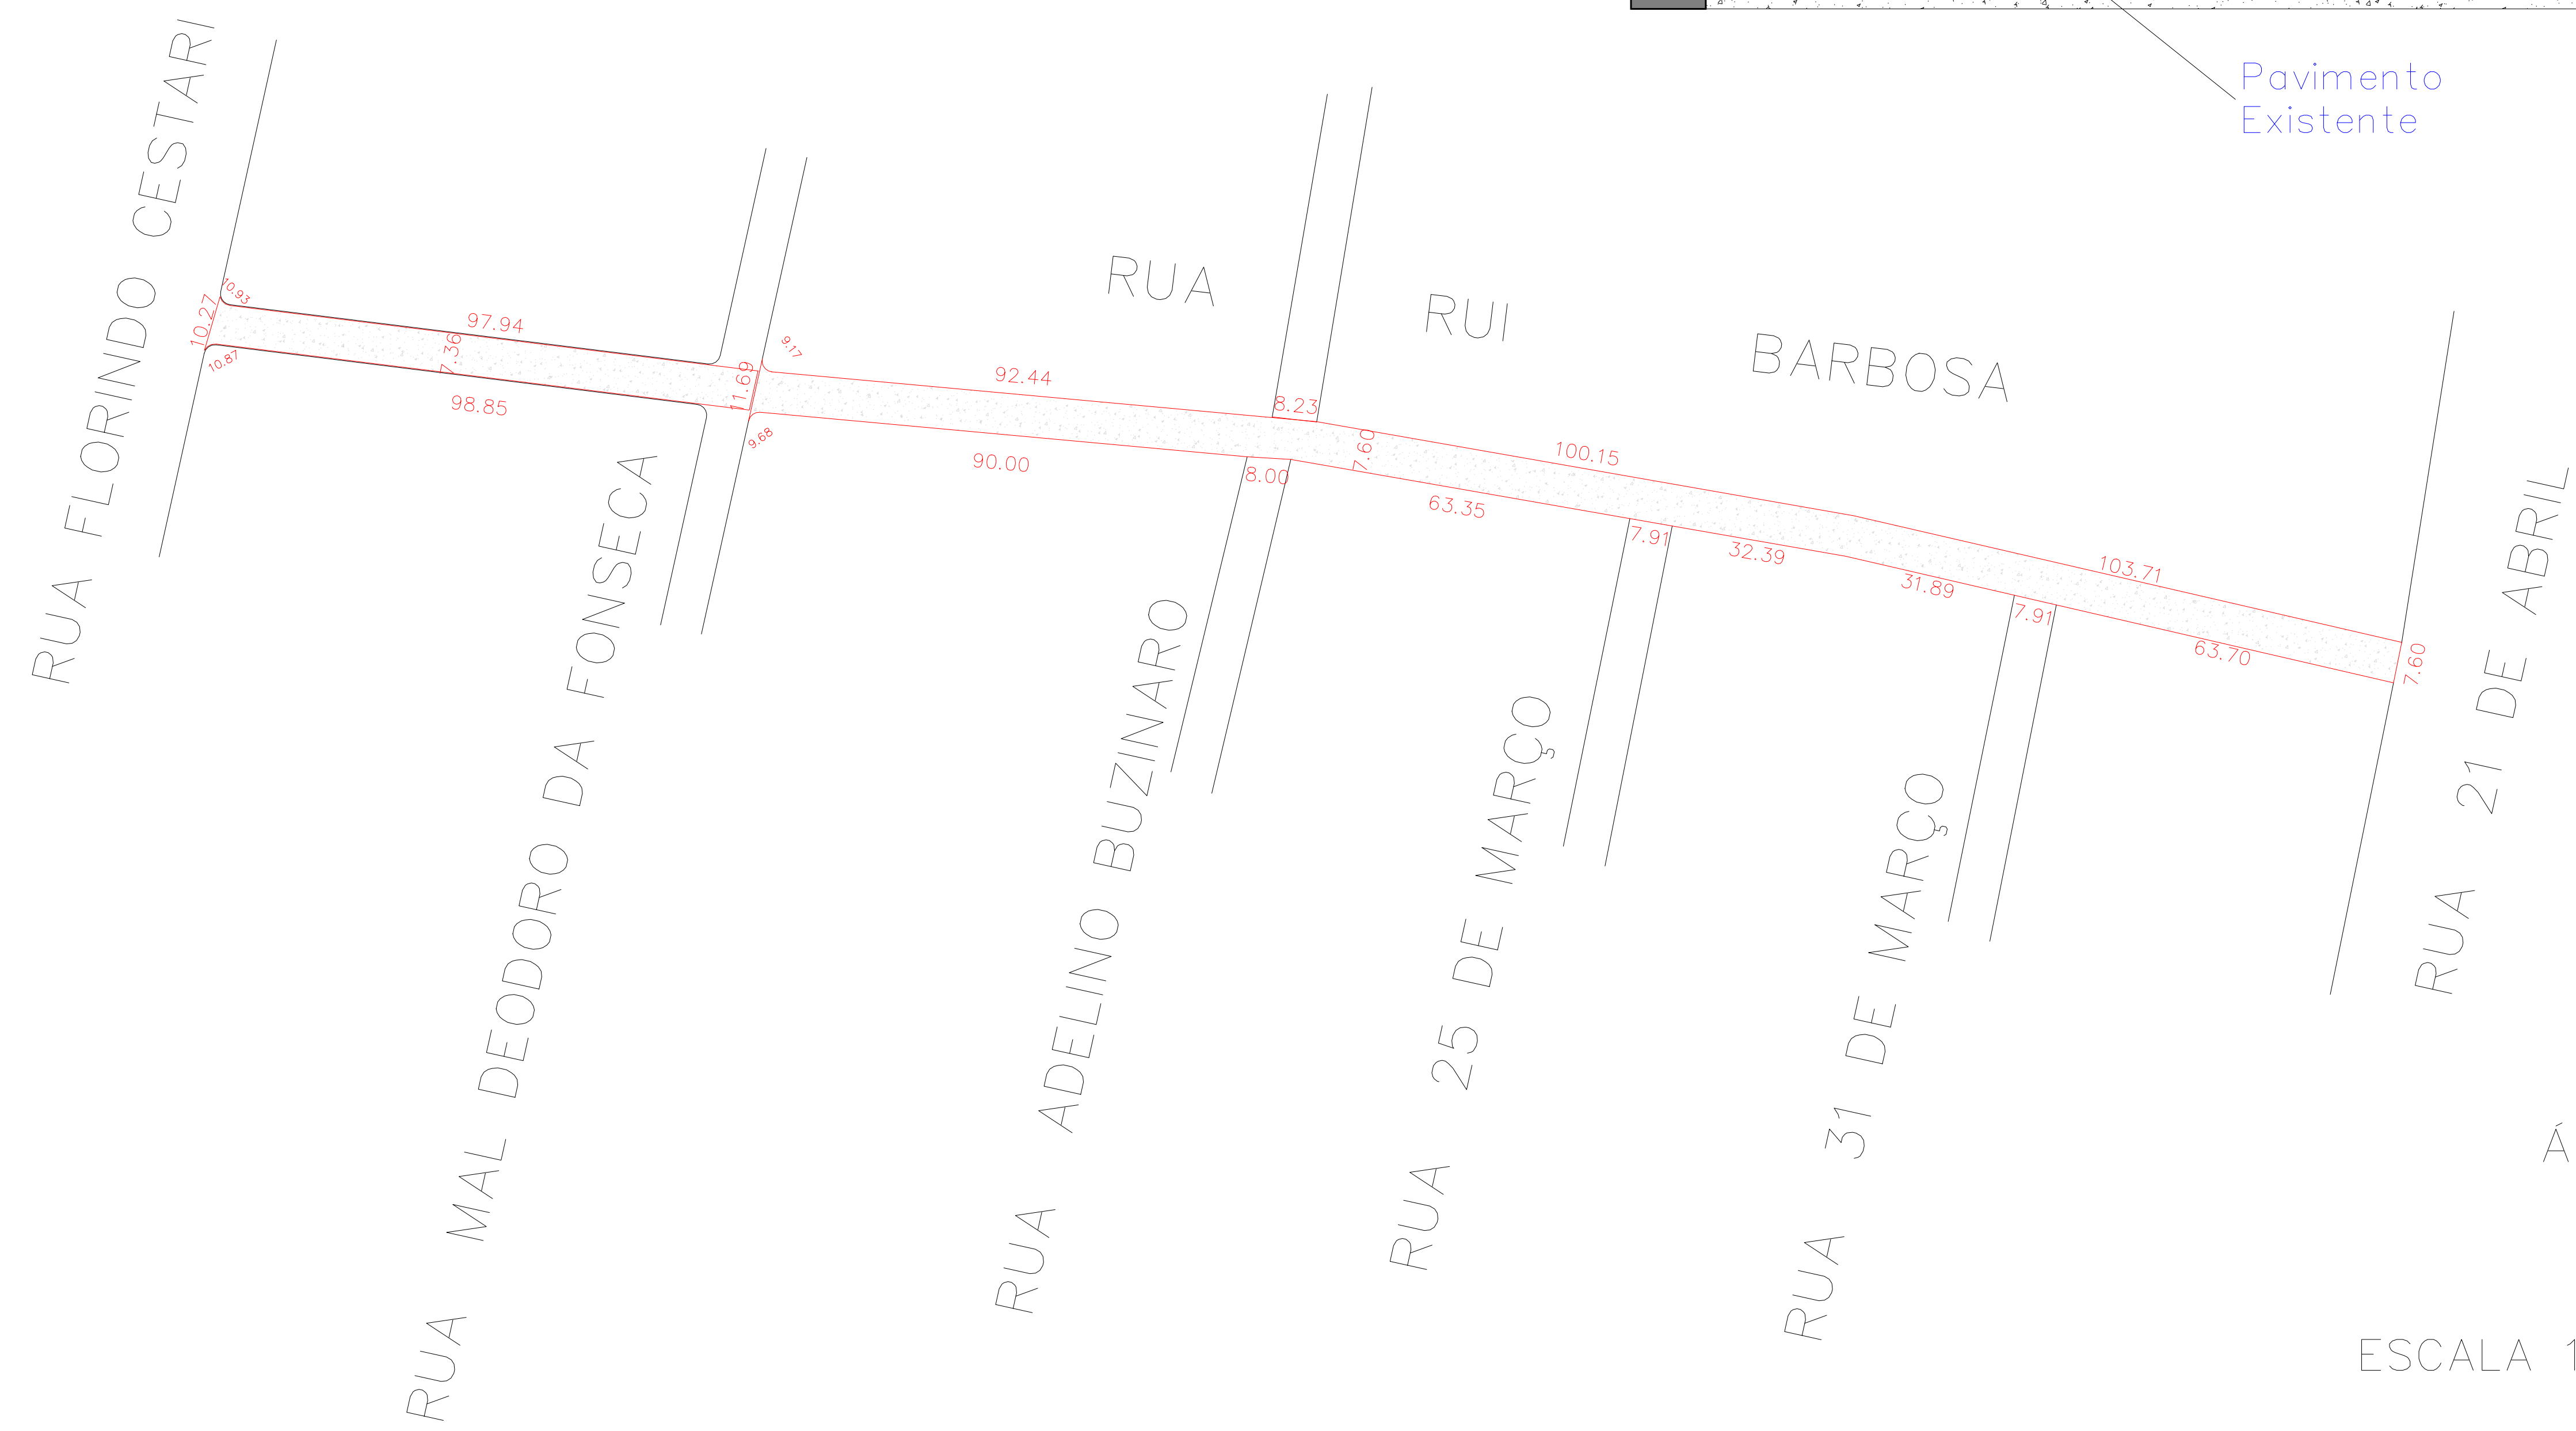 Pavimento
Existente
RUA RUI BARBOSA
RUA FLORINDO CESTARI
RUA MAL DEODORO DA FONSECA
RUA ADELINO BUZINARO
RUA 25 DE MARÇO
RUA 31 DE MARÇO
RUA 21 DE ABRIL
10.93
10.27
10.87
97.94
7.36
98.85
11.69
9.17
9.68
92.44
90.00
8.23
8.00
7.60
100.15
63.35
7.91
32.39
31.89
7.91
103.71
63.70
7.60
Á
ESCALA 1